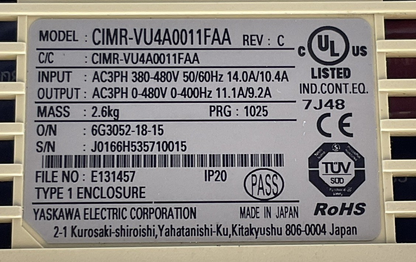 MODEL : CIMR-VU4A0011FAA REV : C
C/C : CIMR-VU4A0011FAA
INPUT : AC3PH 380-480V 50/60Hz 14.0A/10.4A
OUTPUT : AC3PH 0-480V 0-400Hz 11.1A/9.2A
MASS : 2.6kg PRG : 1025
O/N : 6G3052-18-15
S/N : J0166H535710015
FILE NO : E131457 IP20
TYPE 1 ENCLOSURE
PASS
YASKAWA ELECTRIC CORPORATION MADE IN JAPAN
2-1 Kurosaki-shiroishi,Yahatanishi-Ku,Kitakyushu 806-0004 Japan
C UL US
LISTED
IND.CONT.EQ.
7J48
CE
TÜV
RoHS